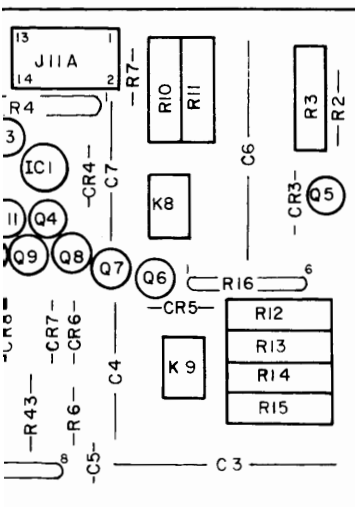 13 1
J11A
14 2
R7
R10
R11
C6
R3
R2
R4 1
3
IC1
CR4
C7
K8
CR3
Q5
11
Q4
Q9
Q8
Q7
Q6
1 R16 6
CR8
CR7
CR6
CR5
R12
R13
R14
R15
C4
K9
R43
R6
8
C5
C3